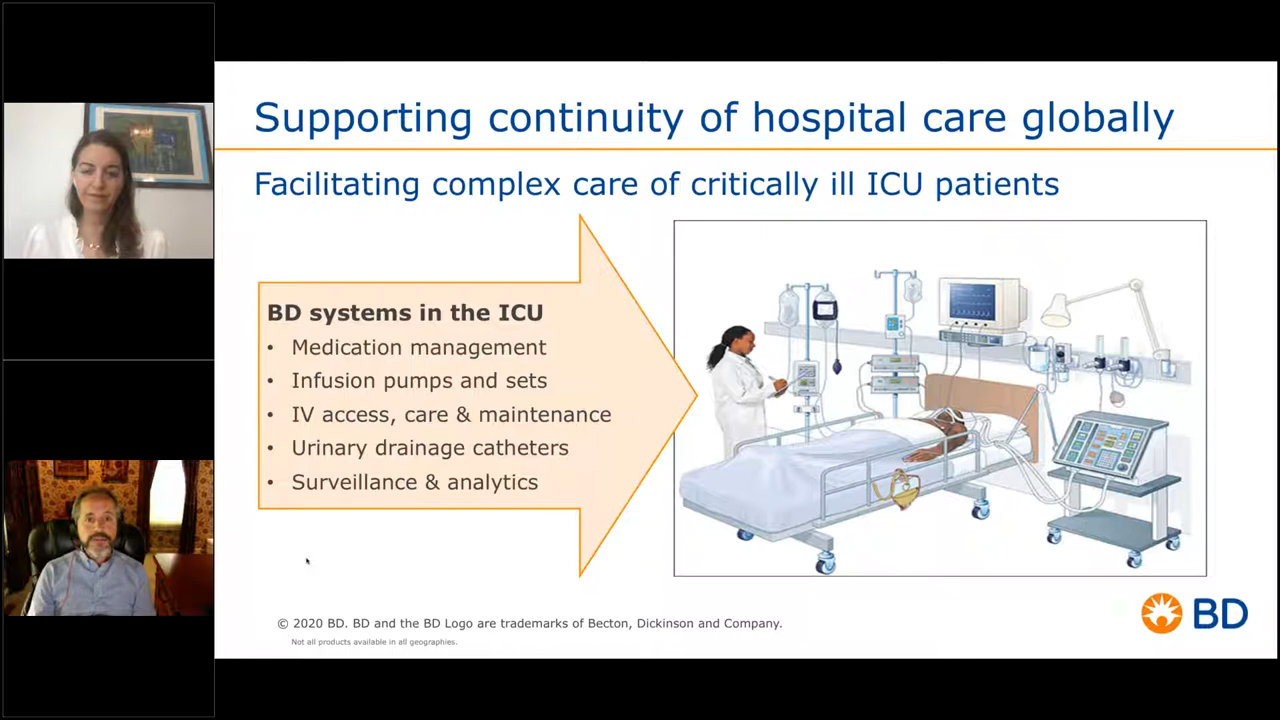 Supporting continuity of hospital care globally
Facilitating complex care of critically ill ICU patients
BD systems in the ICU
• Medication management
• Infusion pumps and sets
• IV access, care & maintenance
• Urinary drainage catheters
• Surveillance & analytics
© 2020 BD. BD and the BD Logo are trademarks of Becton, Dickinson and Company.
Not all products available in all geographies.
BD